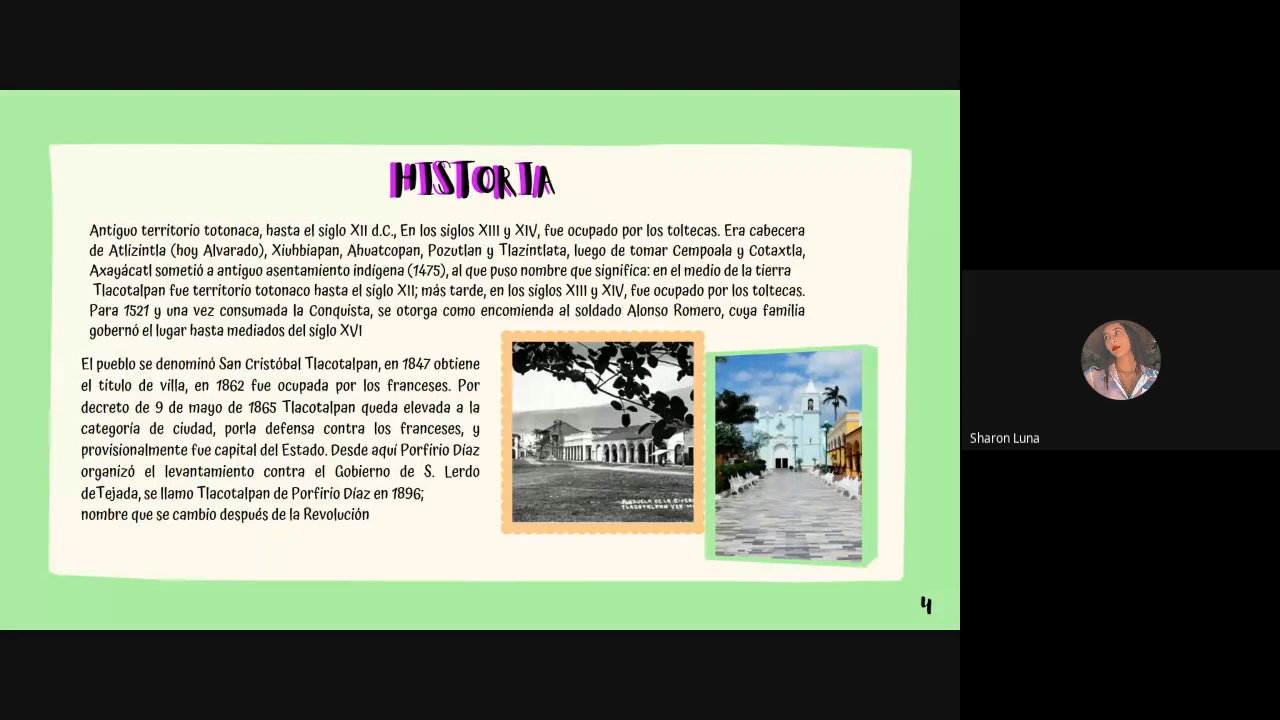 HISTORIA
Antiguo territorio totonaca, hasta el siglo XII d.C., En los siglos XIII y XIV, fue ocupado por los toltecas. Era cabecera
de Atlizintla (hoy Alvarado), Xiuhbiapan, Ahuatcopan, Pozutlan y Tlazintlata, luego de tomar Cempoala y Cotaxtla,
Axayácatl sometió a antiguo asentamiento indígena (1475), al que puso nombre que significa: en el medio de la tierra
Tlacotalpan fue territorio totonaco hasta el siglo XII; más tarde, en los siglos XIII y XIV, fue ocupado por los toltecas.
Para 1521 y una vez consumada la Conquista, se otorga como encomienda al soldado Alonso Romero, cuya familia
gobernó el lugar hasta mediados del siglo XVI
El pueblo se denominó San Cristóbal Tlacotalpan, en 1847 obtiene
el título de villa, en 1862 fue ocupada por los franceses. Por
decreto de 9 de mayo de 1865 Tlacotalpan queda elevada a la
categoría de ciudad, porla defensa contra los franceses, y
provisionalmente fue capital del Estado. Desde aquí Porfirio Díaz
organizó el levantamiento contra el Gobierno de S. Lerdo
deTejada, se llamo Tlacotalpan de Porfirio Díaz en 1896;
nombre que se cambio después de la Revolución
PLAZUELA DE LA RIVERA
TLACOTALPAN VER.
4
Sharon Luna